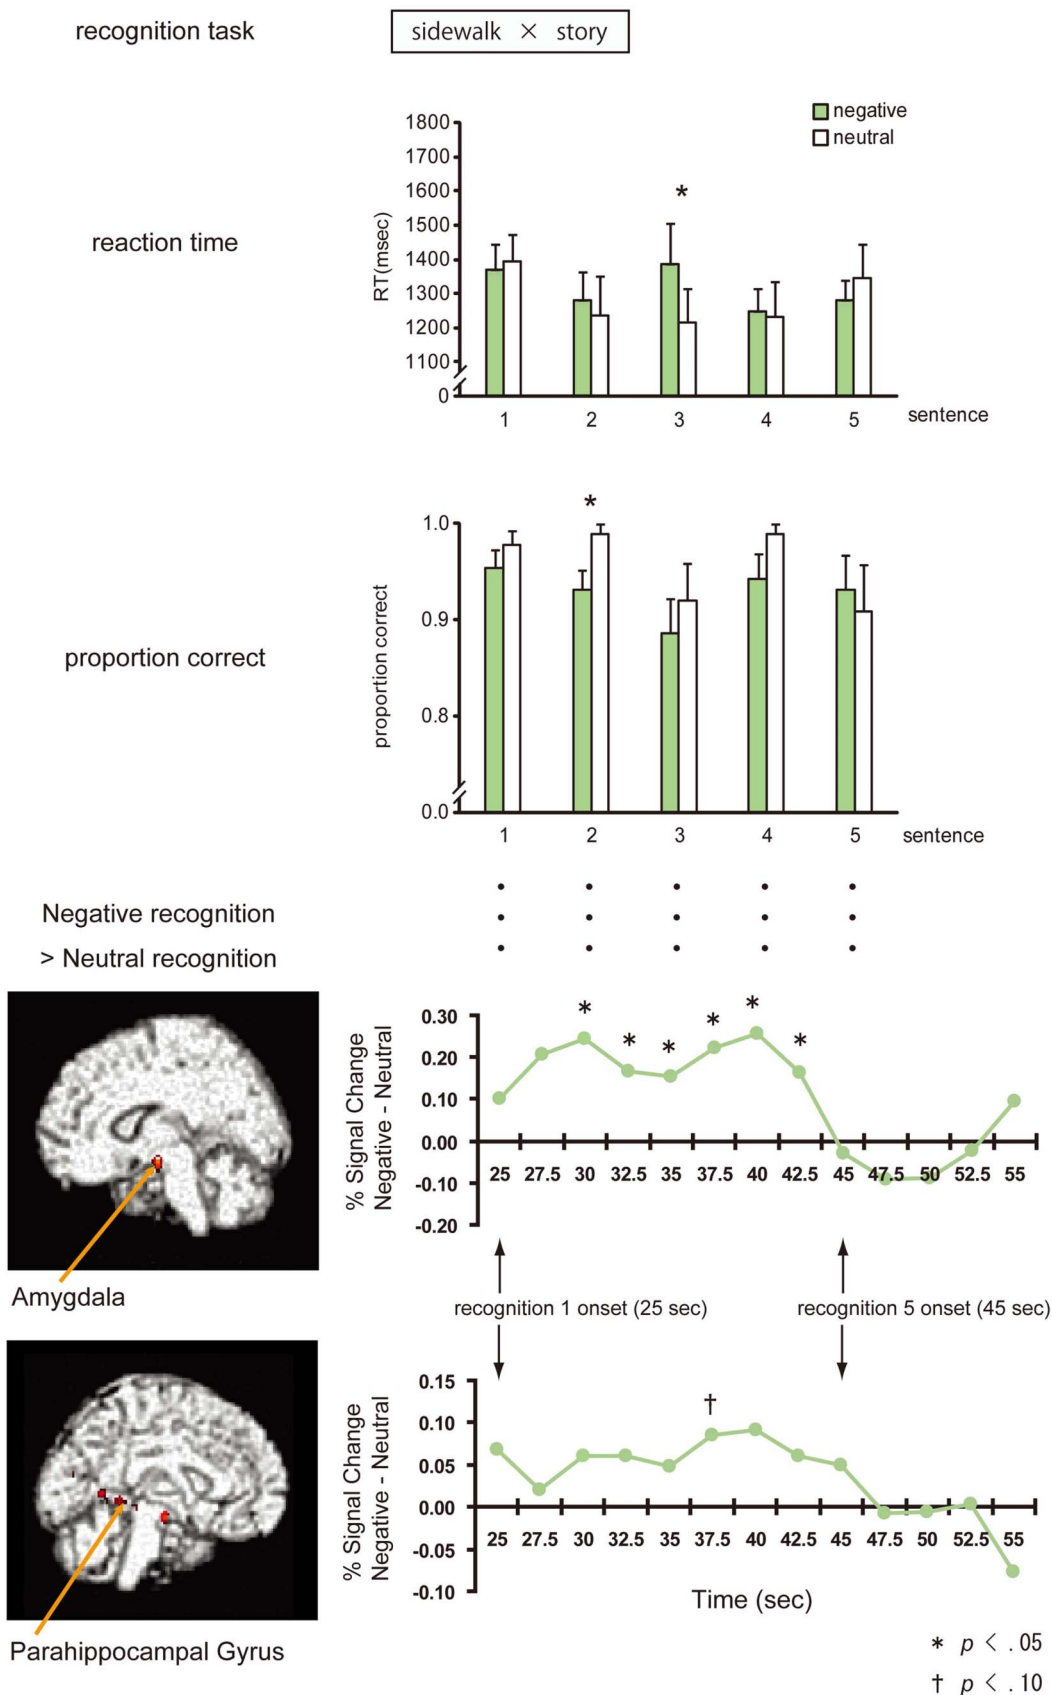 recognition task
sidewalk × story
negative
neutral
reaction time
RT(msec)
1800
1700
1600
1500
1400
1300
1200
1100
0
*
1 2 3 4 5 sentence
proportion correct
proportion correct
1.0
0.9
0.8
0.0
*
1 2 3 4 5 sentence
Negative recognition
> Neutral recognition
Amygdala
% Signal Change
Negative - Neutral
0.30
0.20
0.10
0.00
-0.10
-0.20
* * * * * *
25 27.5 30 32.5 35 37.5 40 42.5 45 47.5 50 52.5 55
recognition 1 onset (25 sec)
recognition 5 onset (45 sec)
Parahippocampal Gyrus
% Signal Change
Negative - Neutral
0.15
0.10
0.05
0.00
-0.05
-0.10
†
25 27.5 30 32.5 35 37.5 40 42.5 45 47.5 50 52.5 55
Time (sec)
* p < .05
† p < .10